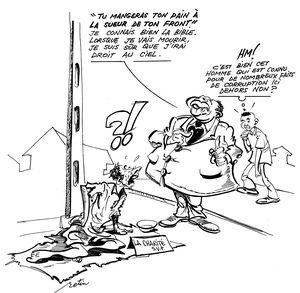 "TU MANGERAS TON PAIN À
LA SUEUR DE TON FRONT"
JE CONNAIS BIEN LA BIBLE.
LORSQUE JE VAIS MOURIR,
JE SUIS SÛR QUE J'IRAI
DROIT AU CIEL.
HM!
C'EST BIEN CET
HOMME QUI EST CONNU
POUR DE NOMBREUX FAITS
DE CORRUPTION ICI
DEHORS NON?
?!
LA CHARITÉ
S.V.P